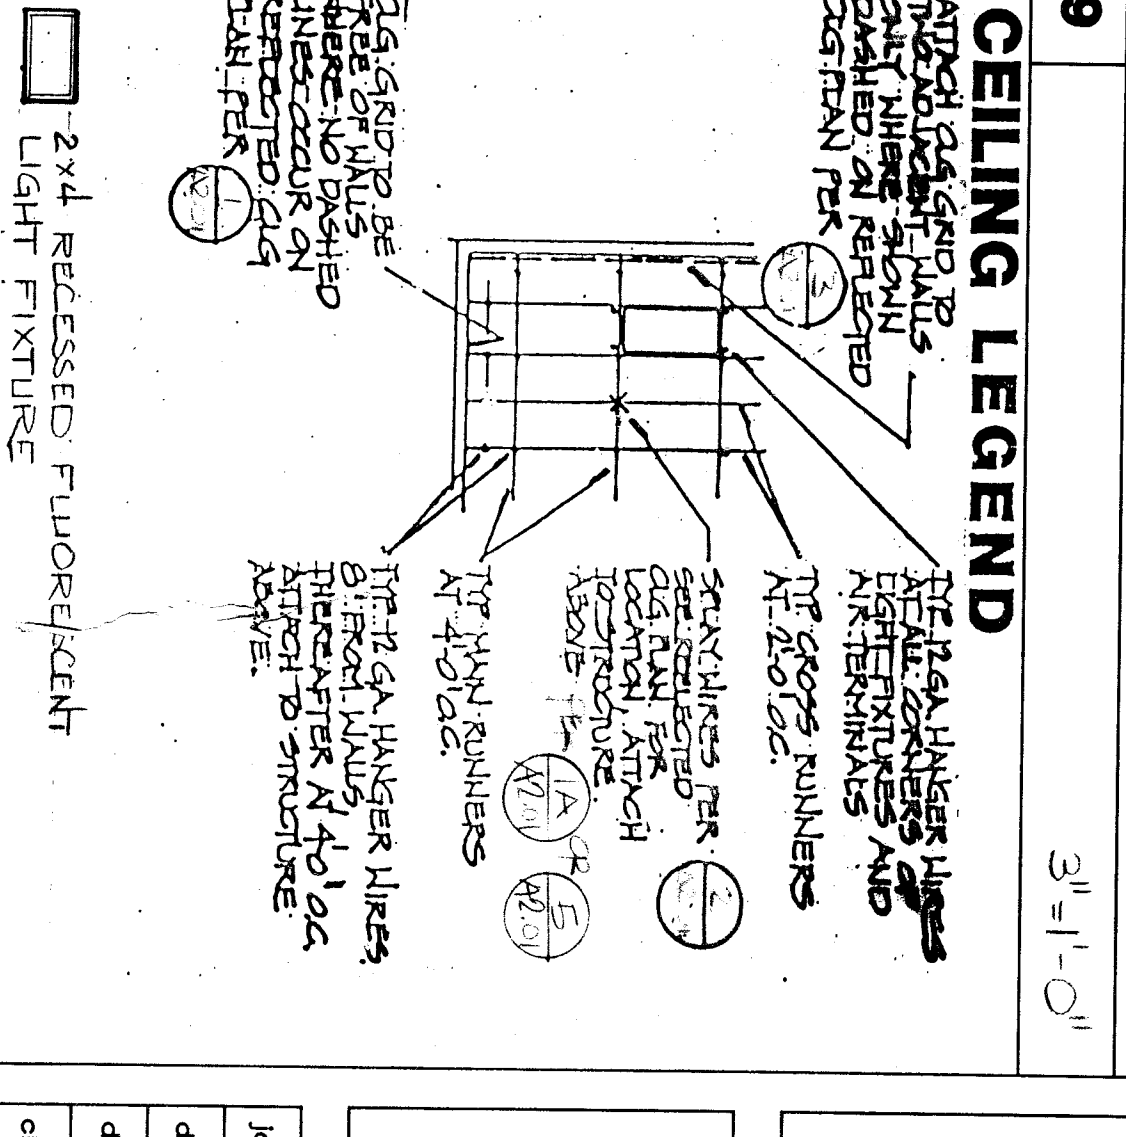 9
3"=1'-0"
CEILING LEGEND
ATTACH CLG. GRID TO
TWO ADJACENT WALLS
ONLY WHERE SHOWN
DASHED ON REFLECTED
CLG PLAN PER
3
CLG. GRID TO BE
FREE OF WALLS
WHERE NO DASHED
LINES OCCUR ON
REFLECTED CLG
PER
1
TYP. 12 GA. HANGER WIRES
AT ALL CORNERS OF
LIGHT FIXTURES AND
AIR TERMINALS
TYP CROSS RUNNERS
AT 2'-0" O.C.
SPLAY WIRES PER
SEE REFLECTED
CLG PLAN FOR
LOCATION. ATTACH
TO STRUCTURE
ABOVE
2
1A
A2.01
OR
5
A2.01
TYP MAIN RUNNERS
AT 4'-0" O.C.
TYP. 12 GA. HANGER WIRES
8" FROM WALLS,
THEREAFTER AT 4'0" O.C.
ATTACH TO STRUCTURE
ABOVE.
2x4 RECESSED FLUORESCENT
LIGHT FIXTURE